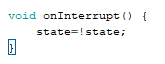 void onInterrupt() {
    state=!state;
}